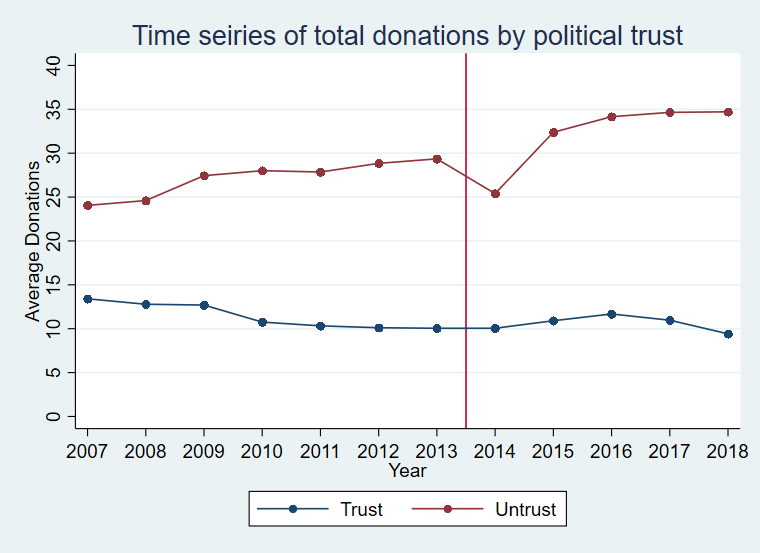 Time seiries of total donations by political trust
Average Donations
40
35
30
25
20
15
10
5
0
2007 2008 2009 2010 2011 2012 2013 2014 2015 2016 2017 2018
Year
Trust Untrust